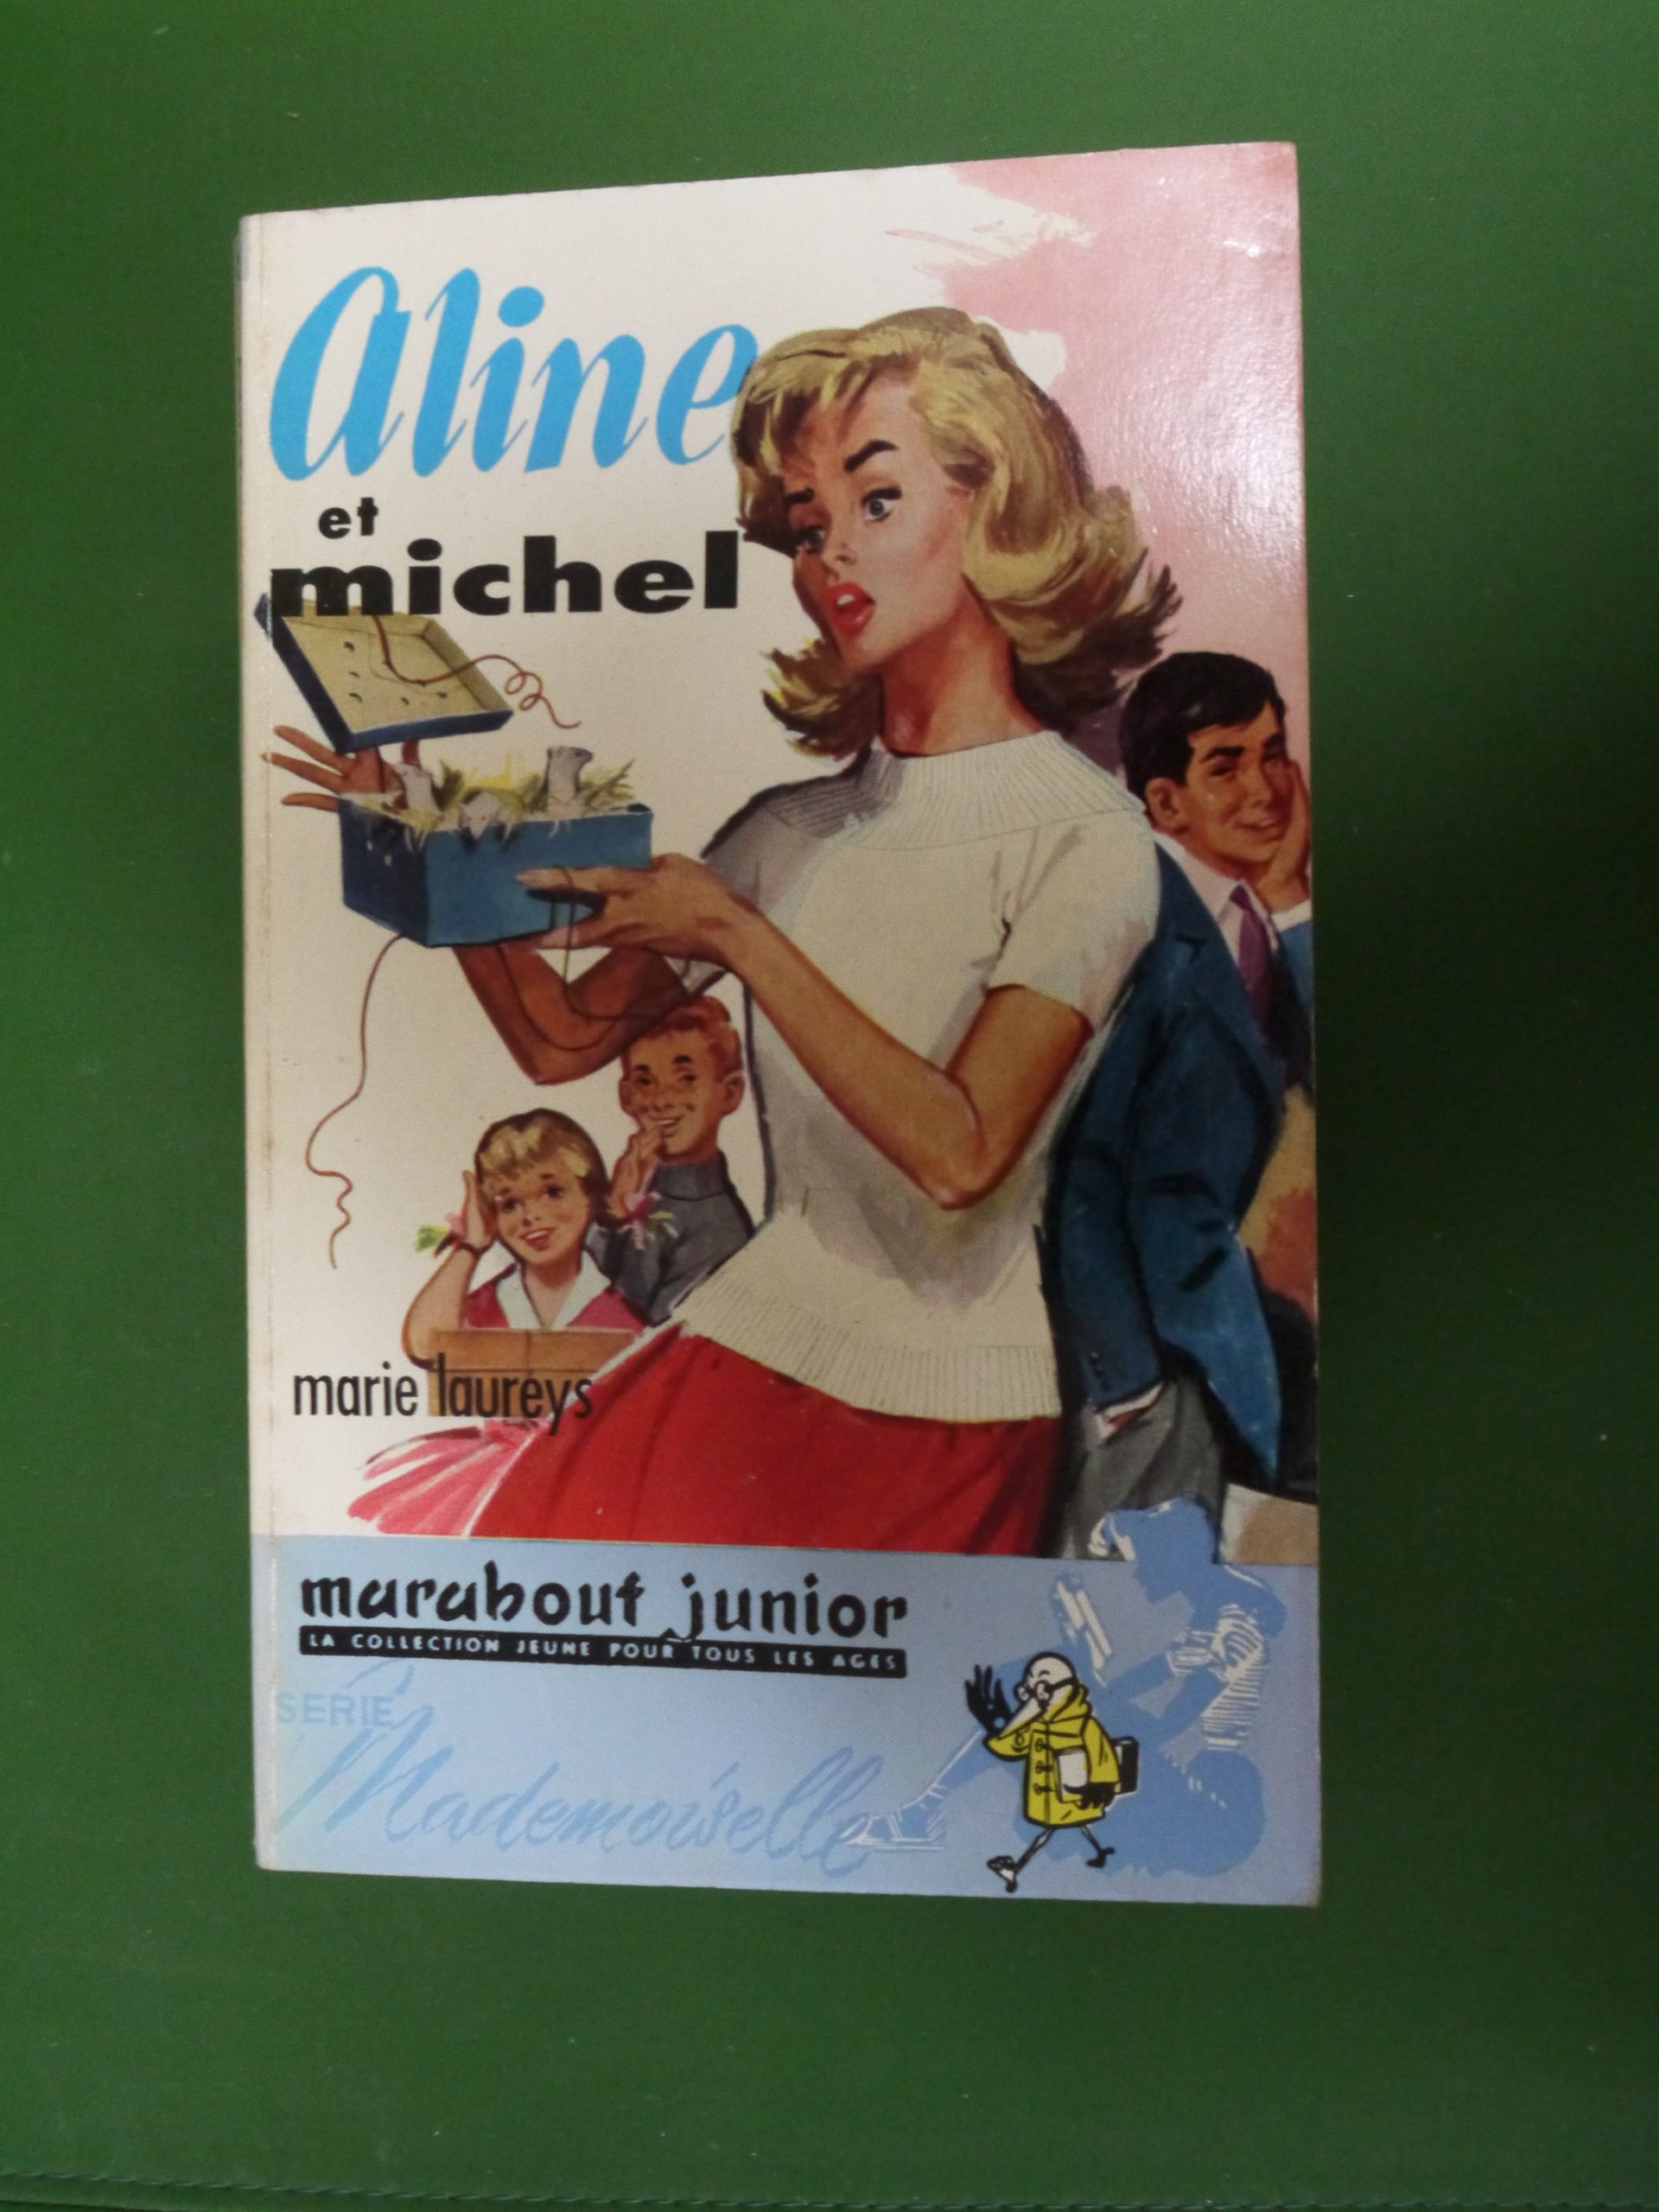 Aline
et
michel
marie laureys
marabout junior
LA COLLECTION JEUNE POUR TOUS LES AGES
SERIE
Mademoiselle